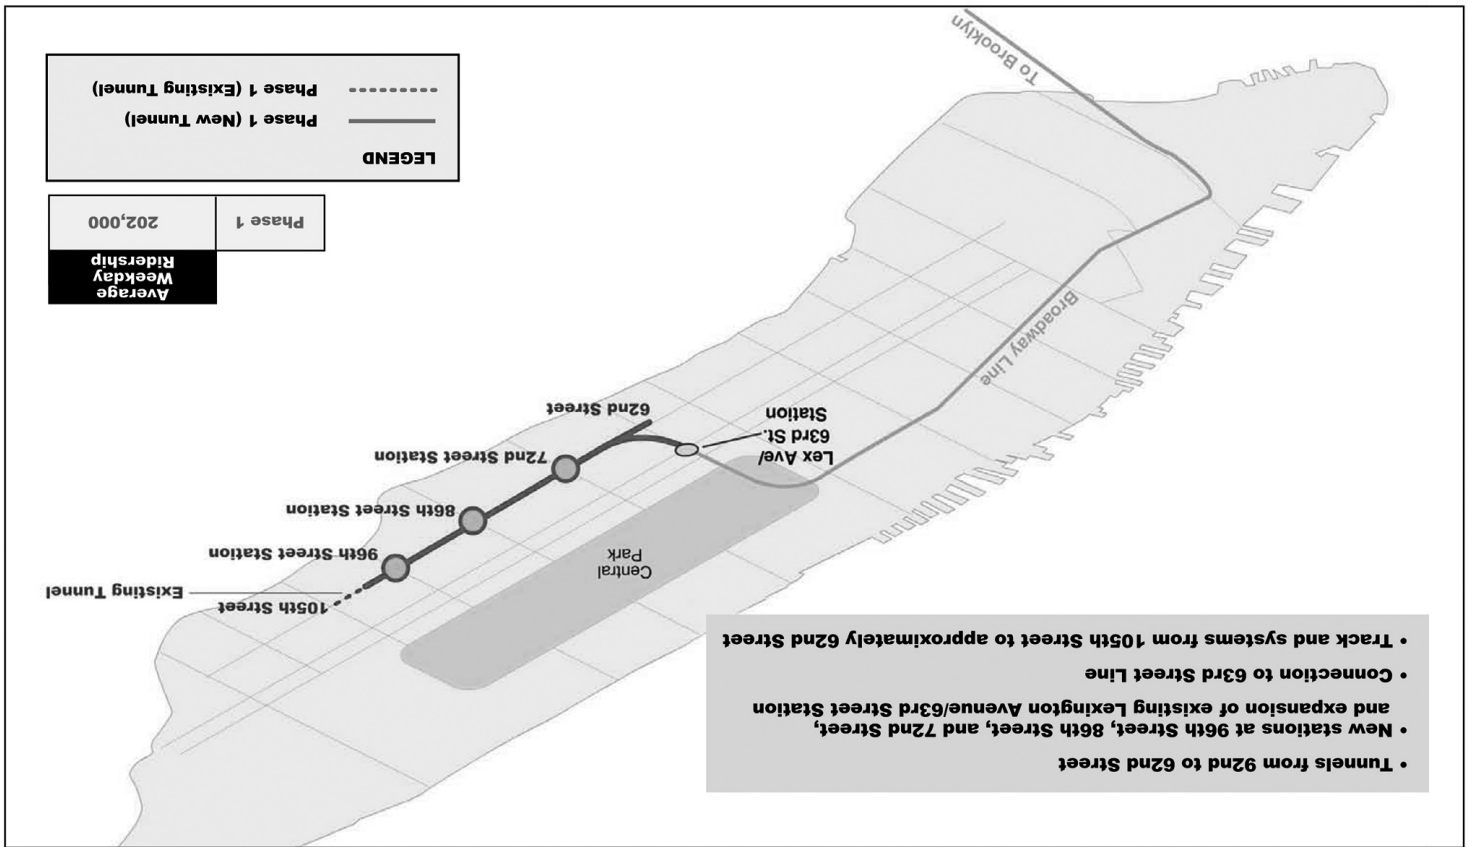 • Tunnels from 92nd to 62nd Street
• New stations at 96th Street, 86th Street, and 72nd Street,
and expansion of existing Lexington Avenue/63rd Street Station
• Connection to 63rd Street Line
• Track and systems from 105th Street to approximately 62nd Street
105th Street
Existing Tunnel
96th Street Station
86th Street Station
72nd Street Station
62nd Street
Central
Park
Lex Ave/
63rd St.
Station
Broadway Line
To Brooklyn
Average
Weekday
Ridership
Phase 1
202,000
LEGEND
Phase 1 (New Tunnel)
Phase 1 (Existing Tunnel)